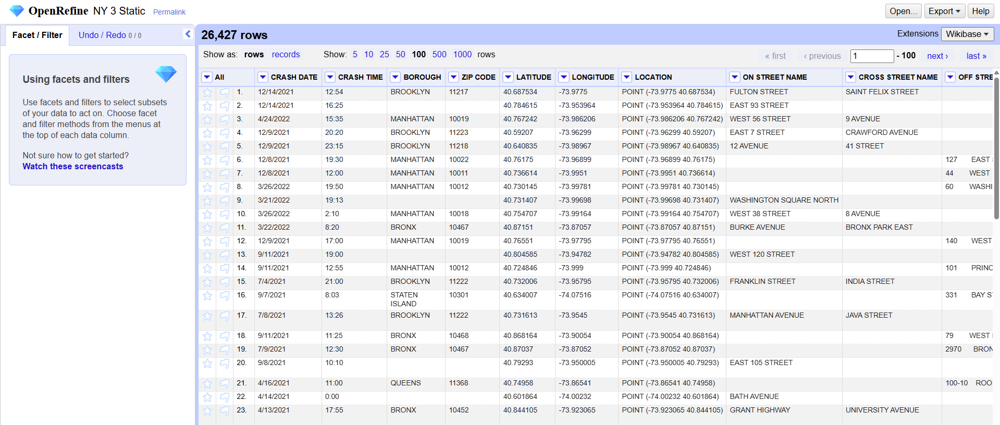 OpenRefine NY 3 Static Permalink Open... Export Help
Facet / Filter Undo / Redo 0 / 0
26,427 rows Extensions Wikibase
Show as: rows records Show: 5 10 25 50 100 500 1000 rows « first ‹ previous 1 - 100 next › last »
Using facets and filters
Use facets and filters to select subsets
of your data to act on. Choose facet
and filter methods from the menus at
the top of each data column.
Not sure how to get started?
Watch these screencasts
All CRASH DATE CRASH TIME BOROUGH ZIP CODE LATITUDE LONGITUDE LOCATION ON STREET NAME CROSS STREET NAME OFF STRE
1. 12/14/2021 12:54 BROOKLYN 11217 40.687534 -73.9775 POINT (-73.9775 40.687534) FULTON STREET SAINT FELIX STREET
2. 12/14/2021 16:25 40.784615 -73.953964 POINT (-73.953964 40.784615) EAST 93 STREET
3. 4/24/2022 15:35 MANHATTAN 10019 40.767242 -73.986206 POINT (-73.986206 40.767242) WEST 56 STREET 9 AVENUE
4. 12/9/2021 20:20 BROOKLYN 11223 40.59207 -73.96299 POINT (-73.96299 40.59207) EAST 7 STREET CRAWFORD AVENUE
5. 12/9/2021 23:15 BROOKLYN 11218 40.640835 -73.98967 POINT (-73.98967 40.640835) 12 AVENUE 41 STREET
6. 12/8/2021 19:30 MANHATTAN 10022 40.76175 -73.96899 POINT (-73.96899 40.76175) 127 EAST
7. 12/8/2021 12:00 MANHATTAN 10011 40.736614 -73.9951 POINT (-73.9951 40.736614) 44 WEST
8. 3/26/2022 19:50 MANHATTAN 10012 40.730145 -73.99781 POINT (-73.99781 40.730145) 60 WASHI
9. 3/21/2022 19:13 40.731407 -73.99698 POINT (-73.99698 40.731407) WASHINGTON SQUARE NORTH
10. 3/26/2022 2:10 MANHATTAN 10018 40.754707 -73.99164 POINT (-73.99164 40.754707) WEST 38 STREET 8 AVENUE
11. 3/22/2022 8:20 BRONX 10467 40.87151 -73.87057 POINT (-73.87057 40.87151) BURKE AVENUE BRONX PARK EAST
12. 12/9/2021 17:00 MANHATTAN 10019 40.76551 -73.97795 POINT (-73.97795 40.76551) 140 WEST
13. 9/11/2021 19:00 40.804585 -73.94782 POINT (-73.94782 40.804585) WEST 120 STREET
14. 9/11/2021 12:55 MANHATTAN 10012 40.724846 -73.999 POINT (-73.999 40.724846) 101 PRINC
15. 7/4/2021 21:00 BROOKLYN 11222 40.732006 -73.95795 POINT (-73.95795 40.732006) FRANKLIN STREET INDIA STREET
16. 9/7/2021 8:03 STATEN 10301 40.634007 -74.07516 POINT (-74.07516 40.634007) 331 BAY S
ISLAND
17. 7/8/2021 13:26 BROOKLYN 11222 40.731613 -73.9545 POINT (-73.9545 40.731613) MANHATTAN AVENUE JAVA STREET
18. 9/11/2021 11:25 BRONX 10468 40.868164 -73.90054 POINT (-73.90054 40.868164) 79 WEST
19. 7/9/2021 12:30 BRONX 10467 40.87037 -73.87052 POINT (-73.87052 40.87037) 2970 BRON
20. 9/8/2021 10:10 40.79293 -73.950005 POINT (-73.950005 40.79293) EAST 105 STREET
21. 4/16/2021 11:00 QUEENS 11368 40.74958 -73.86541 POINT (-73.86541 40.74958) 100-10 ROO
22. 4/14/2021 0:00 40.601864 -74.00232 POINT (-74.00232 40.601864) BATH AVENUE
23. 4/13/2021 17:55 BRONX 10452 40.844105 -73.923065 POINT (-73.923065 40.844105) GRANT HIGHWAY UNIVERSITY AVENUE